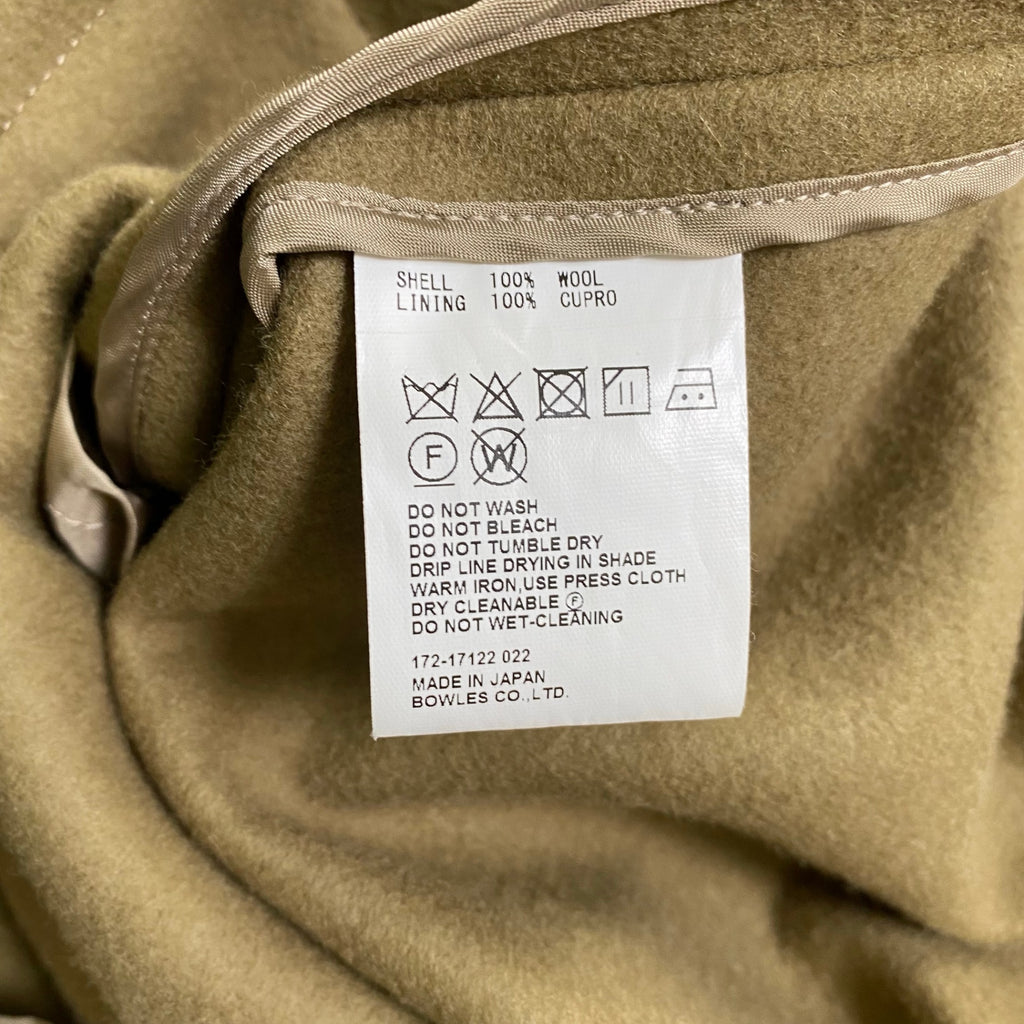 SHELL 100% WOOL
LINING 100% CUPRO
F W
DO NOT WASH
DO NOT BLEACH
DO NOT TUMBLE DRY
DRIP LINE DRYING IN SHADE
WARM IRON,USE PRESS CLOTH
DRY CLEANABLE Ⓕ
DO NOT WET-CLEANING
172-17122 022
MADE IN JAPAN
BOWLES CO.,LTD.